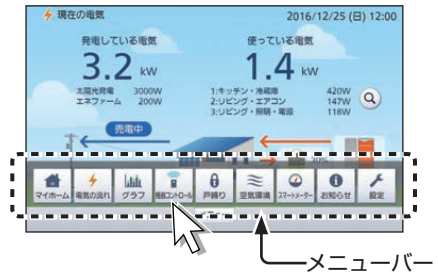 現在の電気 2016/12/25 (日) 12:00
発電している電気 使っている電気
3.2 kW 1.4 kW
太陽光発電 3000W 1:キッチン・冷蔵庫 420W
エネファーム 200W 2:リビング・エアコン 147W
3:リビング・照明・電源 118W
売電中
30%
マイホーム 電気の流れ グラフ 機器コントロール 戸締り 空気環境 スマートメーター お知らせ 設定
メニューバー